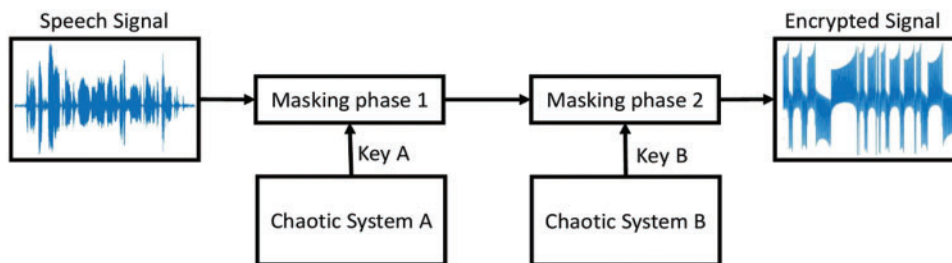 Speech Signal
Encrypted Signal
Masking phase 1
Masking phase 2
Key A
Key B
Chaotic System A
Chaotic System B